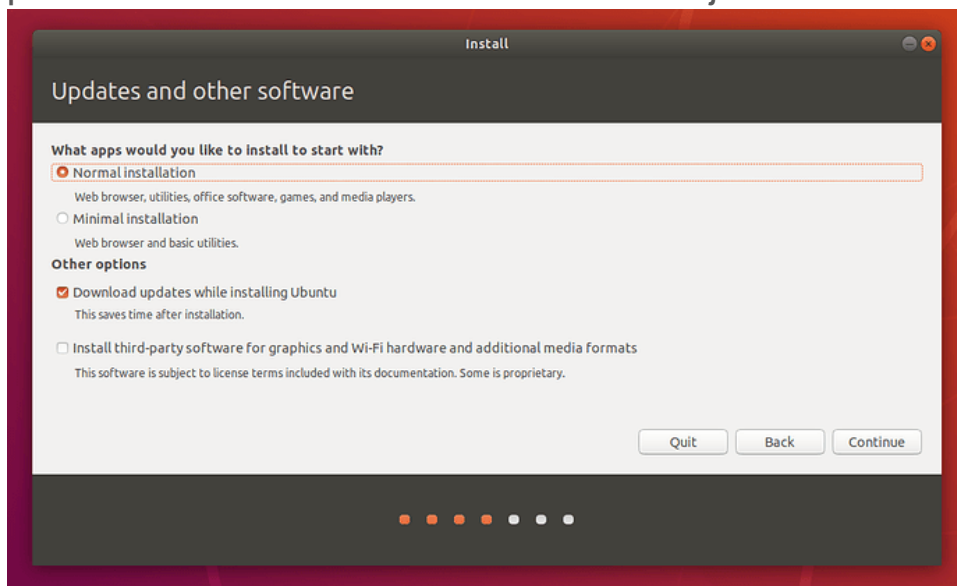 Install
Updates and other software
What apps would you like to install to start with?
Normal installation
Web browser, utilities, office software, games, and media players.
Minimal installation
Web browser and basic utilities.
Other options
Download updates while installing Ubuntu
This saves time after installation.
Install third-party software for graphics and Wi-Fi hardware and additional media formats
This software is subject to license terms included with its documentation. Some is proprietary.
Quit Back Continue